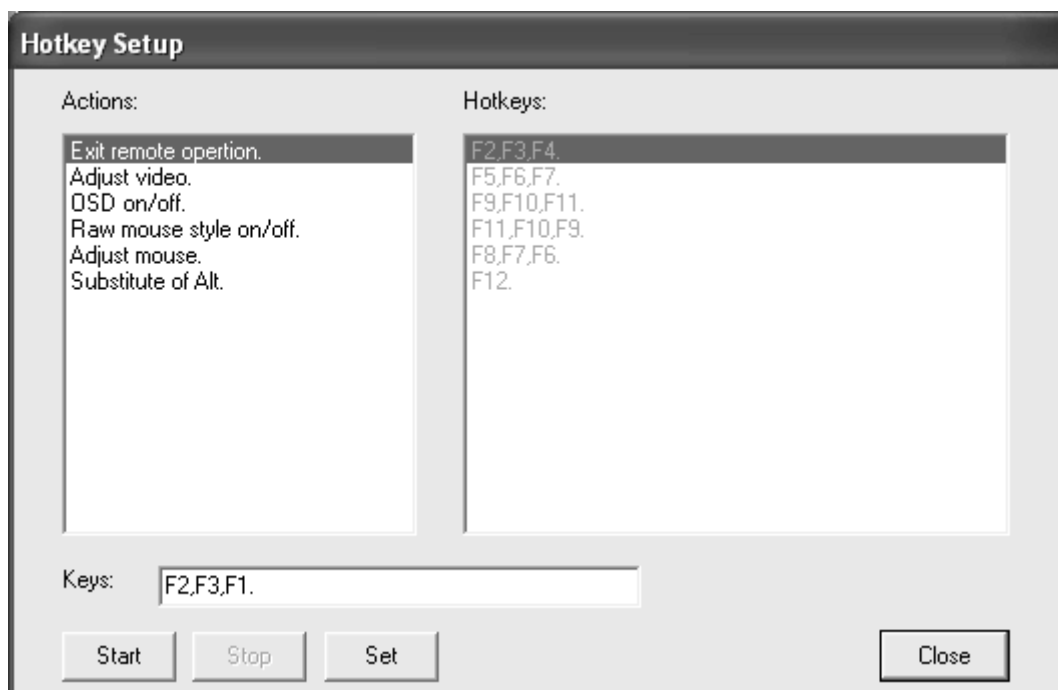 Hotkey Setup
Actions:
Hotkeys:
Exit remote opertion.
F2,F3,F4.
Adjust video.
F5,F6,F7.
OSD on/off.
F9,F10,F11.
Raw mouse style on/off.
F11,F10,F9.
Adjust mouse.
F8,F7,F6.
Substitute of Alt.
F12.
Keys:
F2,F3,F1.
Start
Stop
Set
Close